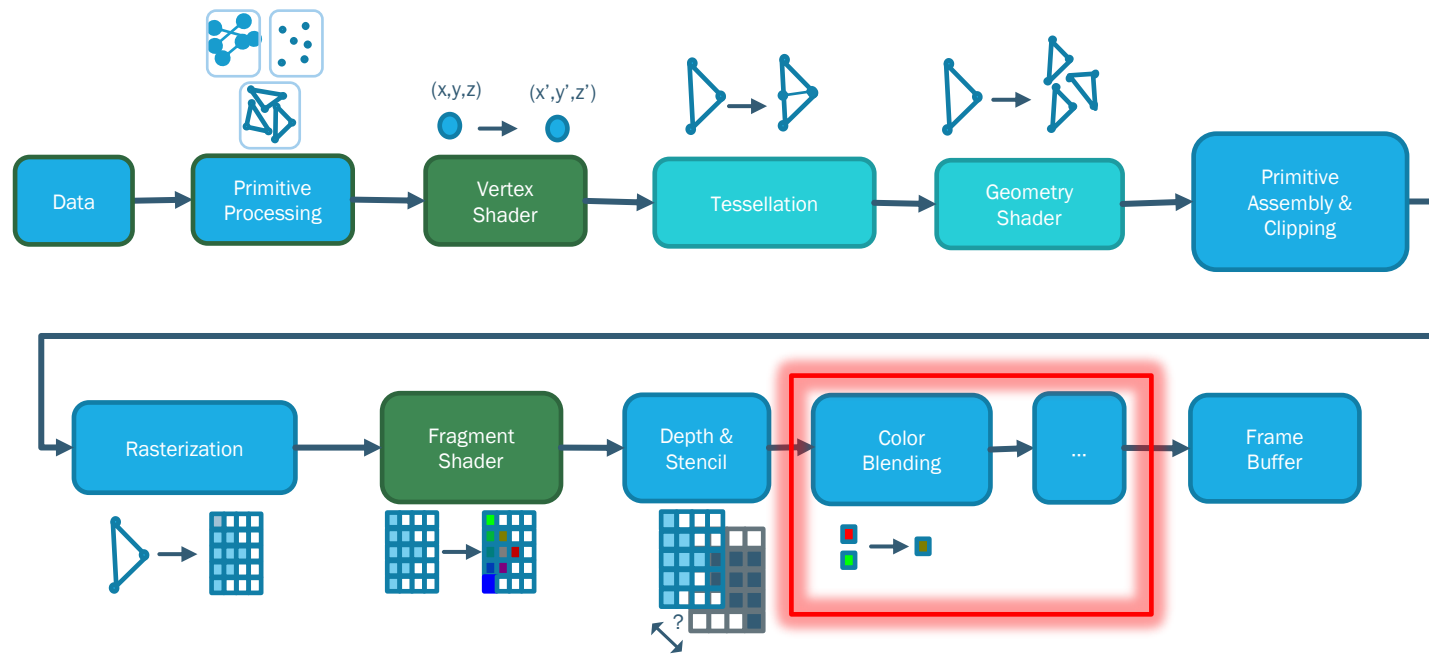 (x,y,z)
(x’,y’,z’)
Data
Primitive
Processing
Vertex
Shader
Tessellation
Geometry
Shader
Primitive
Assembly &
Clipping
Rasterization
Fragment
Shader
Depth &
Stencil
Color
Blending
...
Frame
Buffer
?